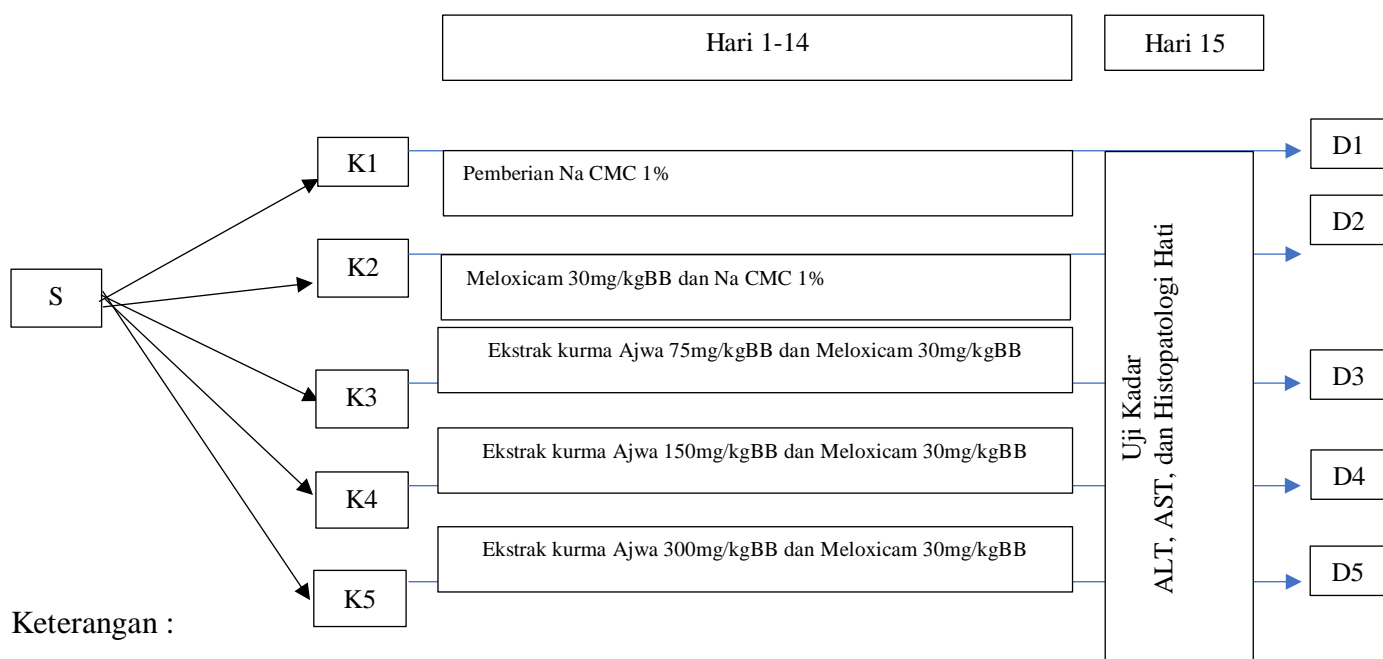 Hari 1-14
Hari 15
K1
Pemberian Na CMC 1%
D1
K2
Meloxicam 30mg/kgBB dan Na CMC 1%
D2
S
K3
Ekstrak kurma Ajwa 75mg/kgBB dan Meloxicam 30mg/kgBB
D3
K4
Ekstrak kurma Ajwa 150mg/kgBB dan Meloxicam 30mg/kgBB
D4
K5
Ekstrak kurma Ajwa 300mg/kgBB dan Meloxicam 30mg/kgBB
D5
Uji Kadar
ALT, AST, dan Histopatologi Hati
Keterangan :